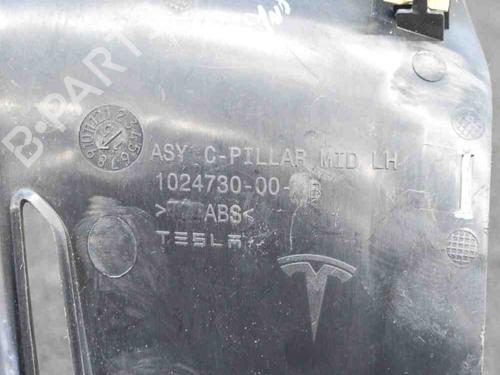 B-PARTS
ASY C-PILLAR MID LH
1024730-00-
ABS<
TESLA